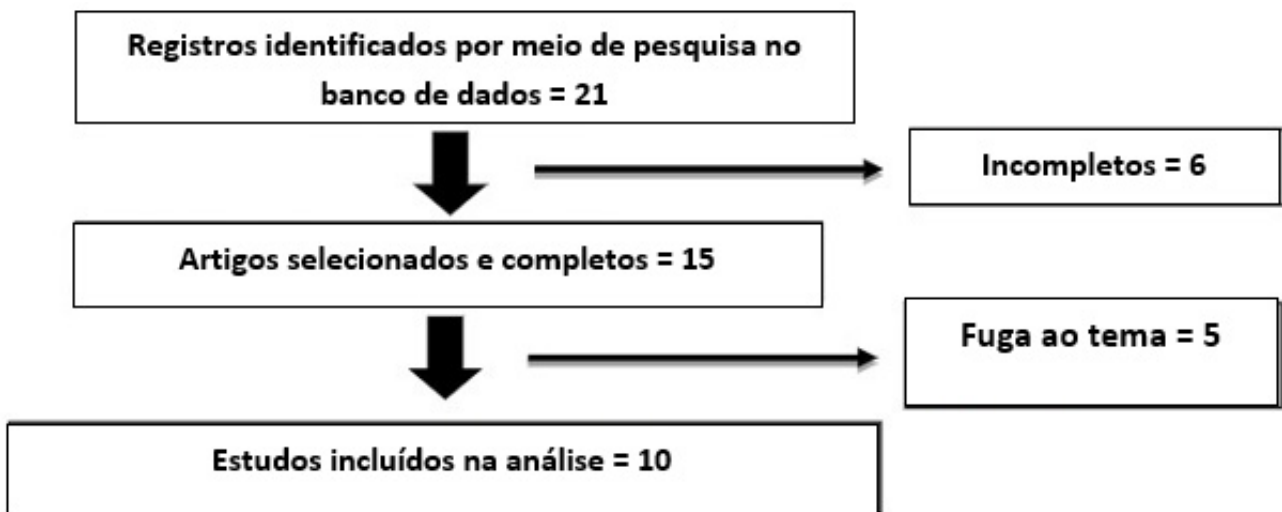 Registros identificados por meio de pesquisa no
banco de dados = 21
Incompletos = 6
Artigos selecionados e completos = 15
Fuga ao tema = 5
Estudos incluídos na análise = 10